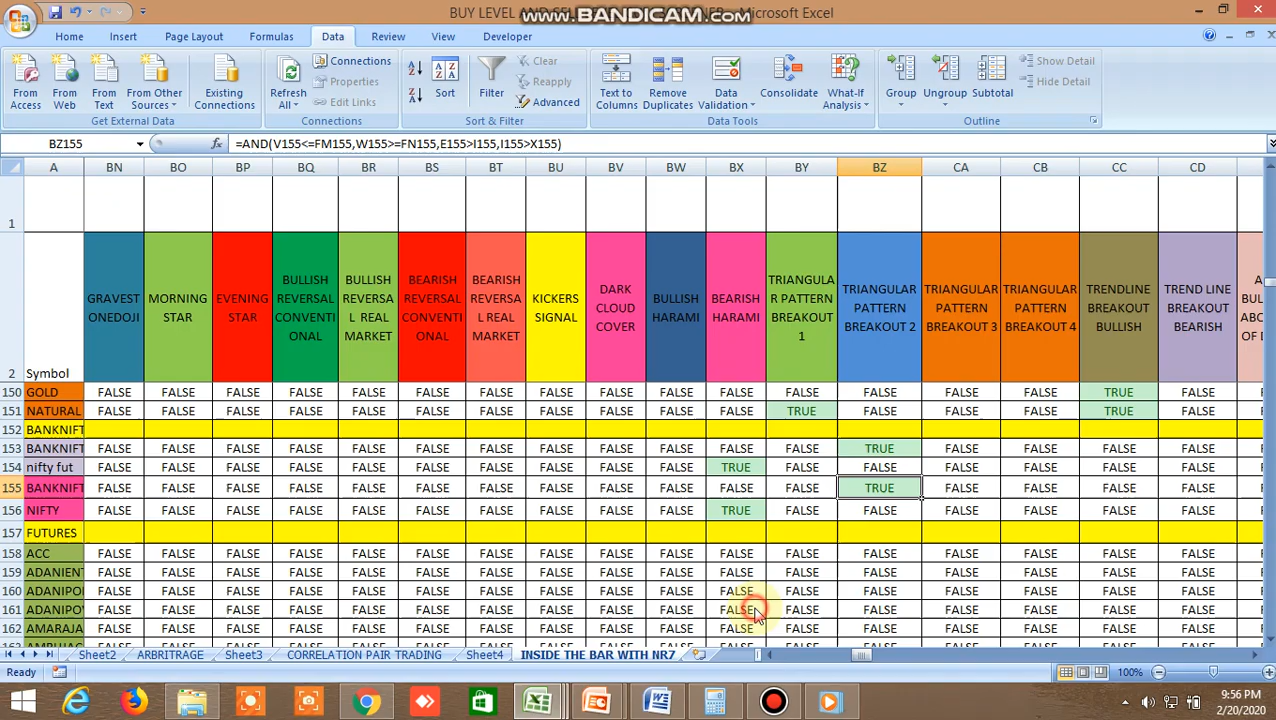 BUY LEVEL AND SEL
www.BANDICAM.com
- Microsoft Excel
Home Insert Page Layout Formulas Data Review View Developer
From Access From Web From Text From Other Sources Existing Connections Refresh All Connections Properties Edit Links Sort Filter Clear Reapply Advanced Text to Columns Remove Duplicates Data Validation Consolidate What-If Analysis Group Ungroup Subtotal Show Detail Hide Detail
Get External Data Connections Sort & Filter Data Tools Outline
BZ155 fx =AND(V155<=FM155,W155>=FN155,E155>I155,I155>X155)
A BN BO BP BQ BR BS BT BU BV BW BX BY BZ CA CB CC CD
1
2 Symbol
GRAVEST ONEDOJI
MORNING STAR
EVENING STAR
BULLISH REVERSAL CONVENTI ONAL
BULLISH REVERSA L REAL MARKET
BEARISH REVERSAL CONVENTI ONAL
BEARISH REVERSA L REAL MARKET
KICKERS SIGNAL
DARK CLOUD COVER
BULLISH HARAMI
BEARISH HARAMI
TRIANGULA R PATTERN BREAKOUT 1
TRIANGULAR PATTERN BREAKOUT 2
TRIANGULAR PATTERN BREAKOUT 3
TRIANGULAR PATTERN BREAKOUT 4
TRENDLINE BREAKOUT BULLISH
TREND LINE BREAKOUT BEARISH
150 GOLD FALSE FALSE FALSE FALSE FALSE FALSE FALSE FALSE FALSE FALSE FALSE FALSE FALSE FALSE FALSE TRUE FALSE
151 NATURAL FALSE FALSE FALSE FALSE FALSE FALSE FALSE FALSE FALSE FALSE FALSE TRUE FALSE FALSE FALSE TRUE FALSE
152 BANKNIFT
153 BANKNIFT FALSE FALSE FALSE FALSE FALSE FALSE FALSE FALSE FALSE FALSE FALSE FALSE TRUE FALSE FALSE FALSE FALSE
154 nifty fut FALSE FALSE FALSE FALSE FALSE FALSE FALSE FALSE FALSE FALSE TRUE FALSE FALSE FALSE FALSE FALSE FALSE
155 BANKNIFT FALSE FALSE FALSE FALSE FALSE FALSE FALSE FALSE FALSE FALSE FALSE FALSE TRUE FALSE FALSE FALSE FALSE
156 NIFTY FALSE FALSE FALSE FALSE FALSE FALSE FALSE FALSE FALSE FALSE TRUE FALSE FALSE FALSE FALSE FALSE FALSE
157 FUTURES
158 ACC FALSE FALSE FALSE FALSE FALSE FALSE FALSE FALSE FALSE FALSE FALSE FALSE FALSE FALSE FALSE FALSE FALSE
159 ADANIENT FALSE FALSE FALSE FALSE FALSE FALSE FALSE FALSE FALSE FALSE FALSE FALSE FALSE FALSE FALSE FALSE FALSE
160 ADANIPO FALSE FALSE FALSE FALSE FALSE FALSE FALSE FALSE FALSE FALSE FALSE FALSE FALSE FALSE FALSE FALSE FALSE
161 ADANIPO FALSE FALSE FALSE FALSE FALSE FALSE FALSE FALSE FALSE FALSE FALSE FALSE FALSE FALSE FALSE FALSE FALSE
162 AMARAJA FALSE FALSE FALSE FALSE FALSE FALSE FALSE FALSE FALSE FALSE FALSE FALSE FALSE FALSE FALSE FALSE FALSE
Sheet2 ARBRITRAGE Sheet3 CORRELATION PAIR TRADING Sheet4 INSIDE THE BAR WITH NR7
Ready 100%
9:56 PM
2/20/2020